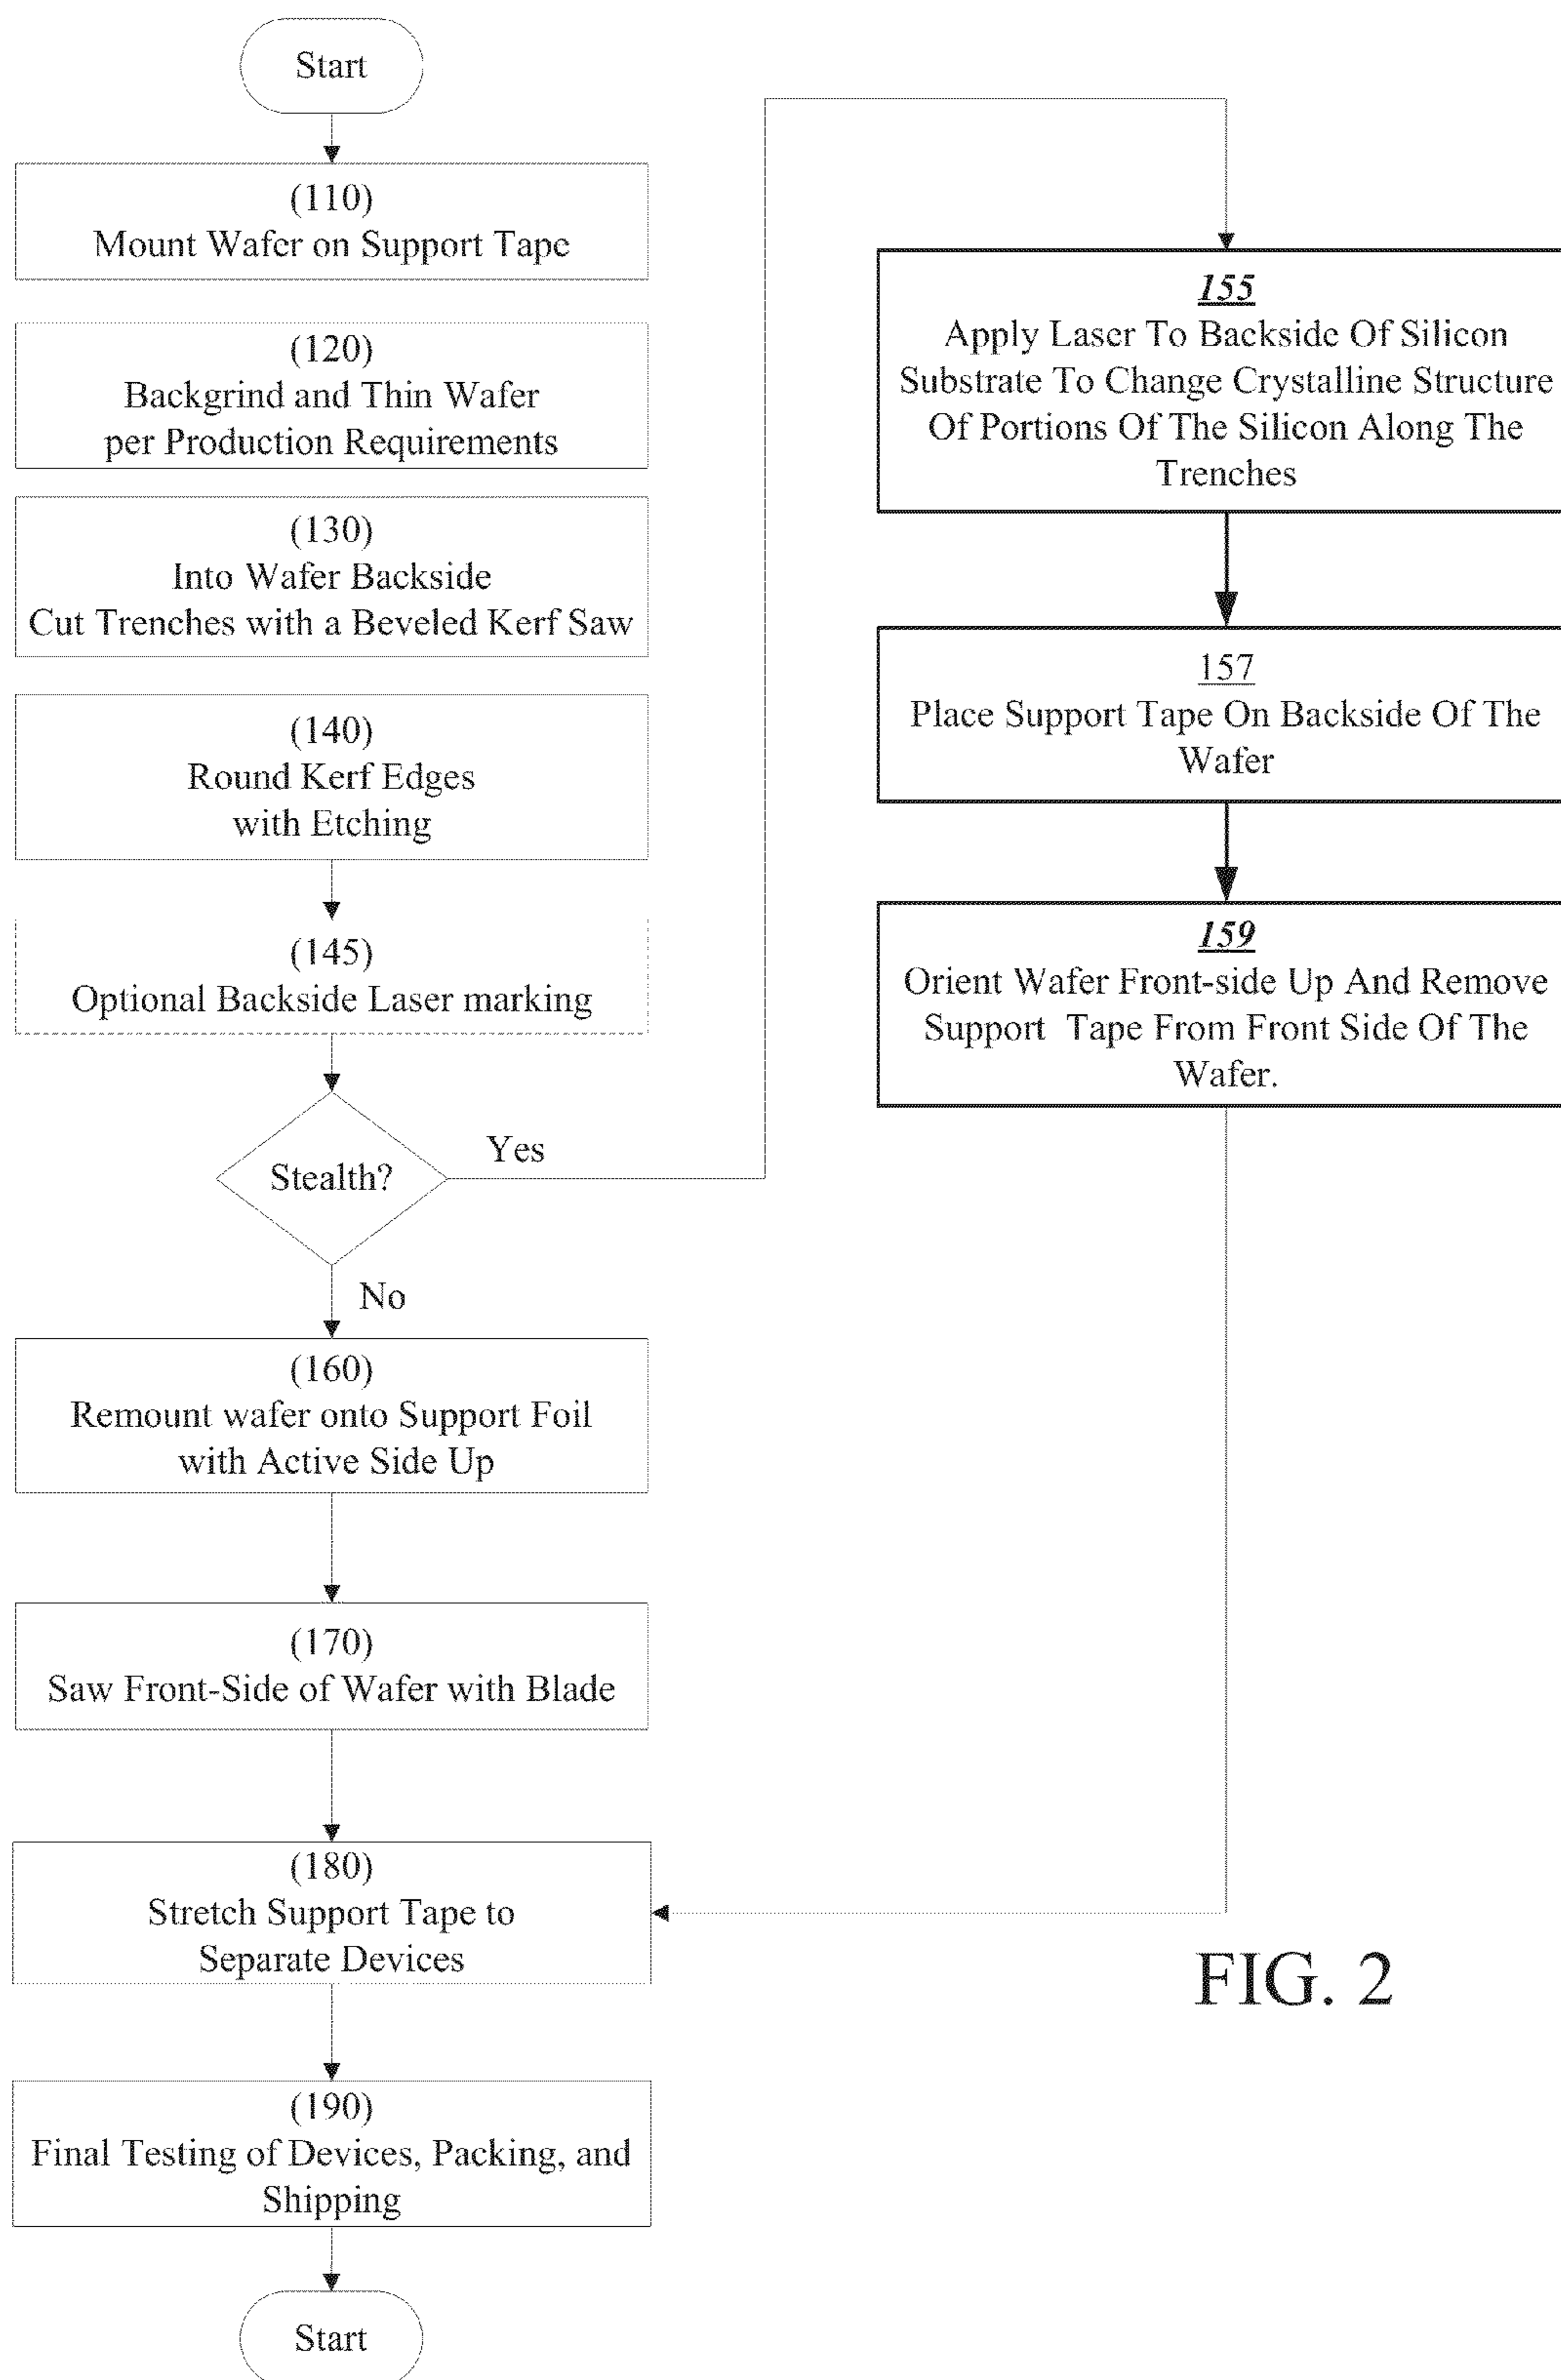 Start
(110)
Mount Wafer on Support Tape
(120)
Backgrind and Thin Wafer
per Production Requirements
(130)
Into Wafer Backside
Cut Trenches with a Beveled Kerf Saw
(140)
Round Kerf Edges
with Etching
(145)
Optional Backside Laser marking
Stealth?
Yes
No
155
Apply Laser To Backside Of Silicon
Substrate To Change Crystalline Structure
Of Portions Of The Silicon Along The
Trenches
157
Place Support Tape On Backside Of The
Wafer
159
Orient Wafer Front-side Up And Remove
Support Tape From Front Side Of The
Wafer.
(160)
Remount wafer onto Support Foil
with Active Side Up
(170)
Saw Front-Side of Wafer with Blade
(180)
Stretch Support Tape to
Separate Devices
(190)
Final Testing of Devices, Packing, and
Shipping
Start
FIG. 2